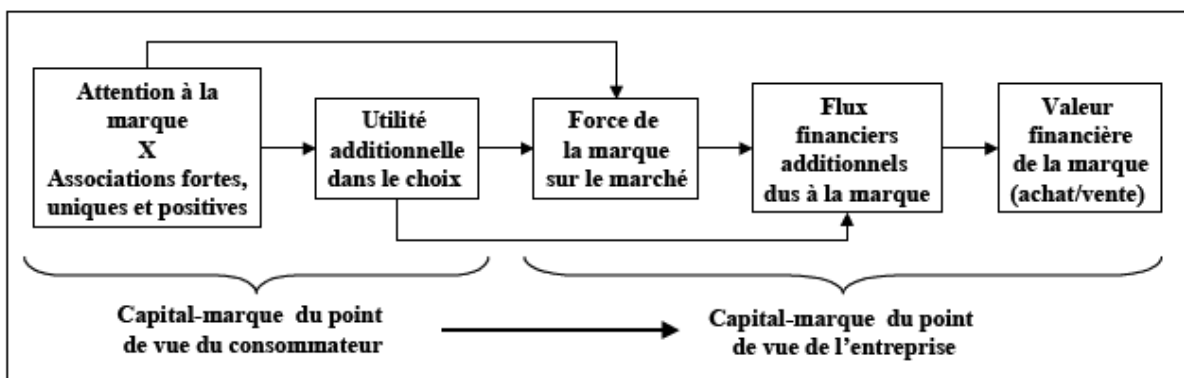 Attention à la
marque
X
Associations fortes,
uniques et positives
Utilité
additionnelle
dans le choix
Force de
la marque
sur le marché
Flux
financiers
additionnels
dus à la marque
Valeur
financière
de la marque
(achat/vente)
Capital-marque du point
de vue du consommateur
Capital-marque du point
de vue de l'entreprise